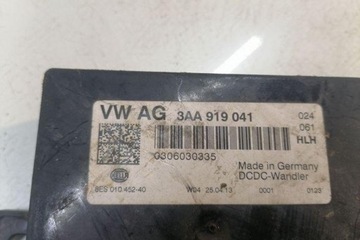 VW AG 3AA 919 041 024
061
HLH
0306030335
Made in Germany
DCDC-Wandler
8ES 010.452-40 W04 25.04.13 0001 0120